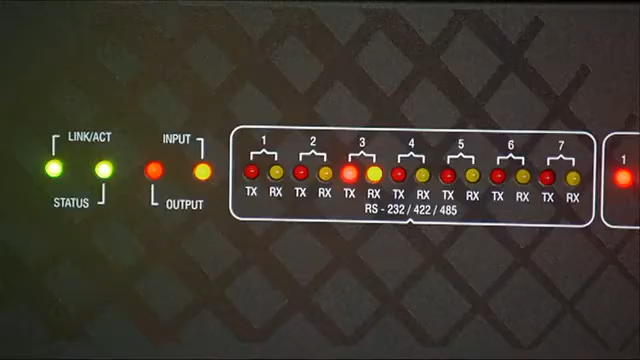 LINK/ACT INPUT
STATUS OUTPUT
1 2 3 4 5 6 7
TX RX TX RX TX RX TX RX TX RX TX RX TX RX
RS - 232 / 422 / 485
1